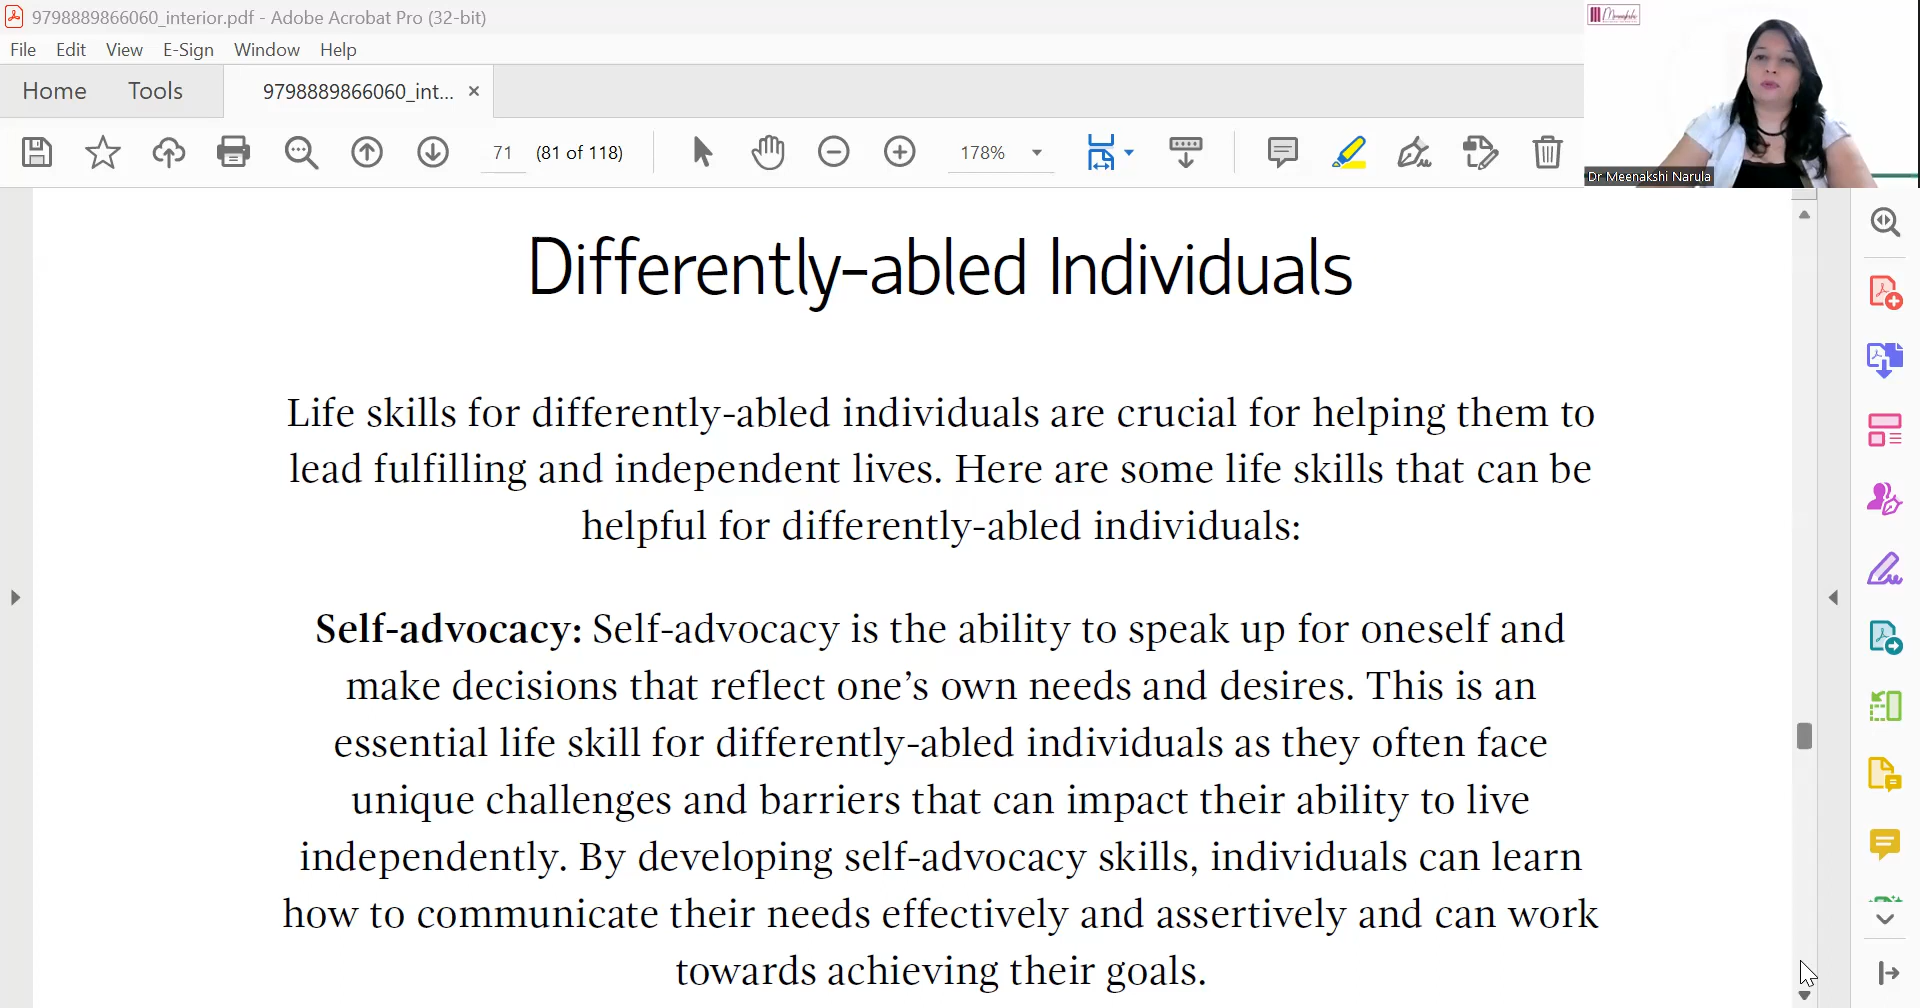 9798889866060_interior.pdf - Adobe Acrobat Pro (32-bit)
File Edit View E-Sign Window Help
Home Tools 9798889866060_int... ×
71 (81 of 118) 178%
Meenakshi
Dr Meenakshi Narula
Differently-abled Individuals
Life skills for differently-abled individuals are crucial for helping them to
lead fulfilling and independent lives. Here are some life skills that can be
helpful for differently-abled individuals:
Self-advocacy: Self-advocacy is the ability to speak up for oneself and
make decisions that reflect one’s own needs and desires. This is an
essential life skill for differently-abled individuals as they often face
unique challenges and barriers that can impact their ability to live
independently. By developing self-advocacy skills, individuals can learn
how to communicate their needs effectively and assertively and can work
towards achieving their goals.